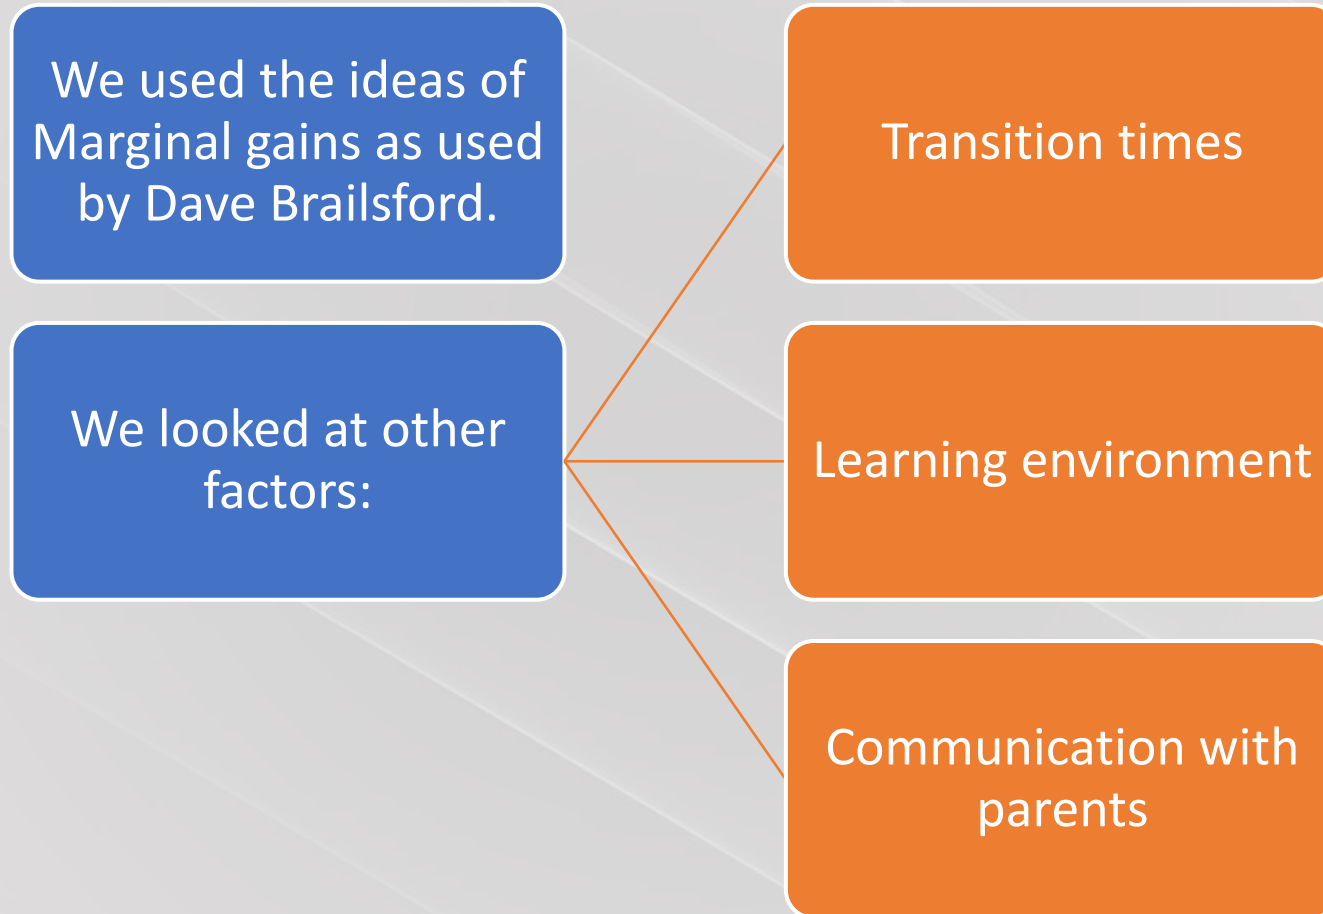 We used the ideas of
Marginal gains as used
by Dave Brailsford.
We looked at other
factors:
Transition times
Learning environment
Communication with
parents